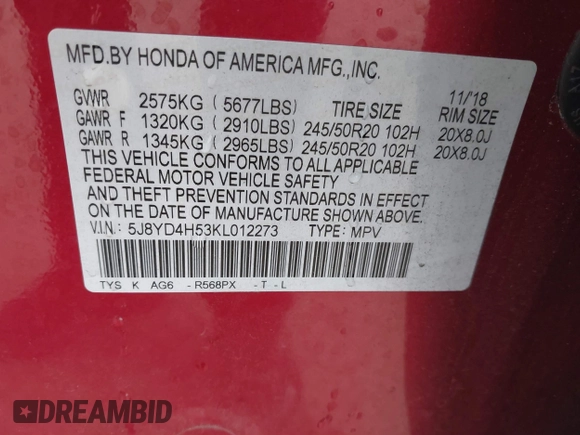 MFD.BY HONDA OF AMERICA MFG.,INC.
11/'18
GVWR 2575KG ( 5677LBS) TIRE SIZE RIM SIZE
GAWR F 1320KG ( 2910LBS) 245/50R20 102H 20X8.0J
GAWR R 1345KG ( 2965LBS) 245/50R20 102H 20X8.0J
THIS VEHICLE CONFORMS TO ALL APPLICABLE
FEDERAL MOTOR VEHICLE SAFETY
AND THEFT PREVENTION STANDARDS IN EFFECT
ON THE DATE OF MANUFACTURE SHOWN ABOVE.
V.I.N.: 5J8YD4H53KL012273 TYPE: MPV
TYS K AG6 - R568PX - T - L
DREAMBID